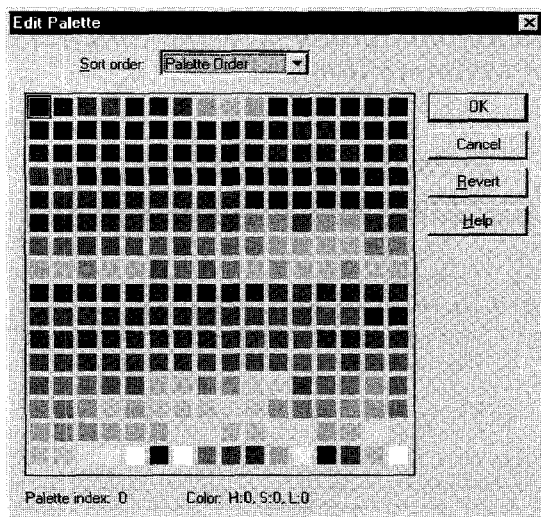 Edit Palette
Sort order: Palette Order
OK
Cancel
Revert
Help
Palette index: 0 Color: H:0, S:0, L:0